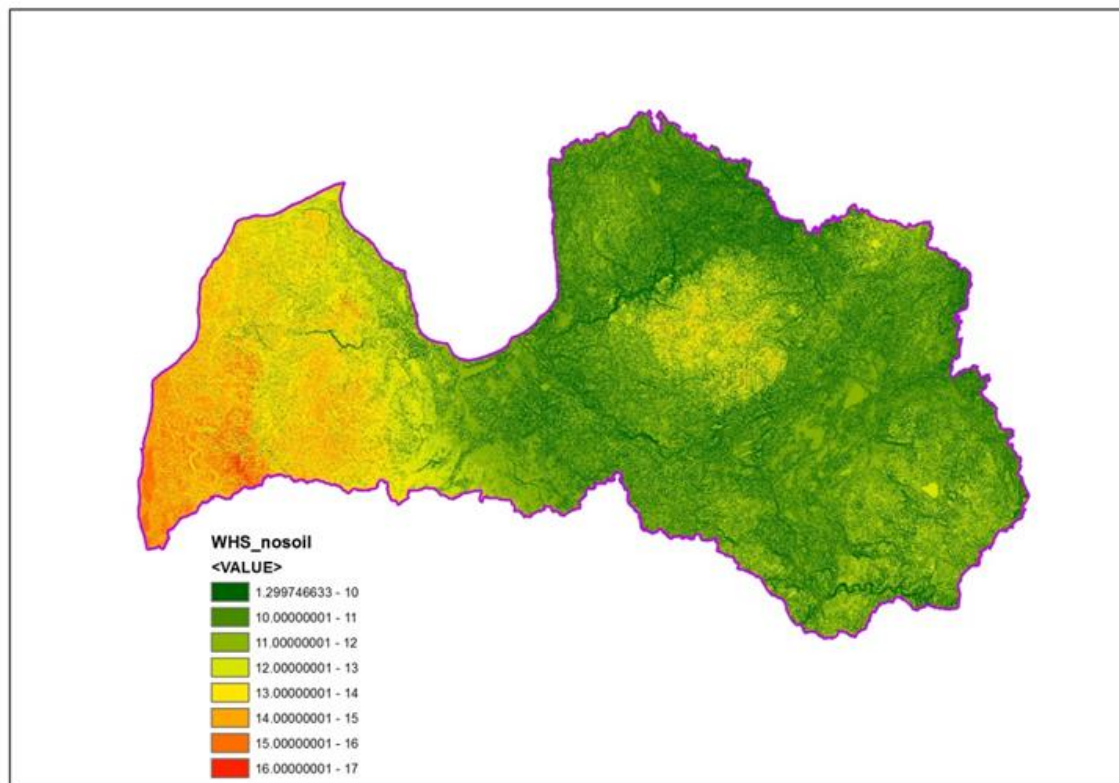 WHS_nosoil
<VALUE>
1.299746633 - 10
10.00000001 - 11
11.00000001 - 12
12.00000001 - 13
13.00000001 - 14
14.00000001 - 15
15.00000001 - 16
16.00000001 - 17